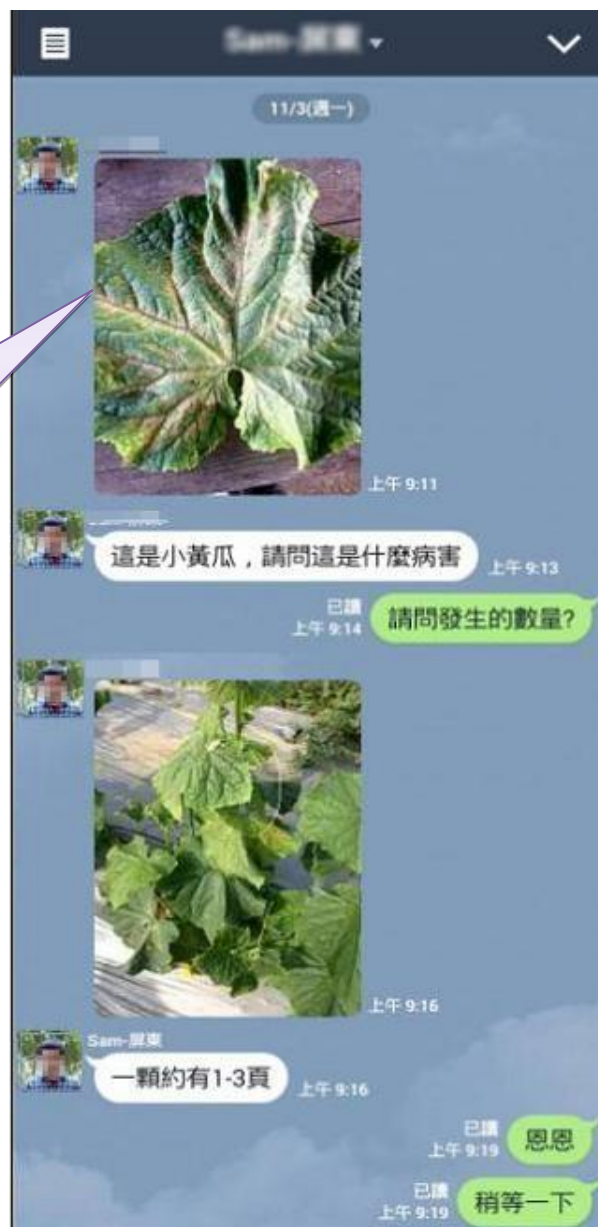 Sam-屏東
11/3(週一)
上午 9:11
這是小黃瓜，請問這是什麼病害
上午 9:13
已讀
上午 9:14
請問發生的數量?
上午 9:16
Sam-屏東
一顆約有1-3頁
上午 9:16
已讀
上午 9:19
恩恩
已讀
上午 9:19
稍等一下